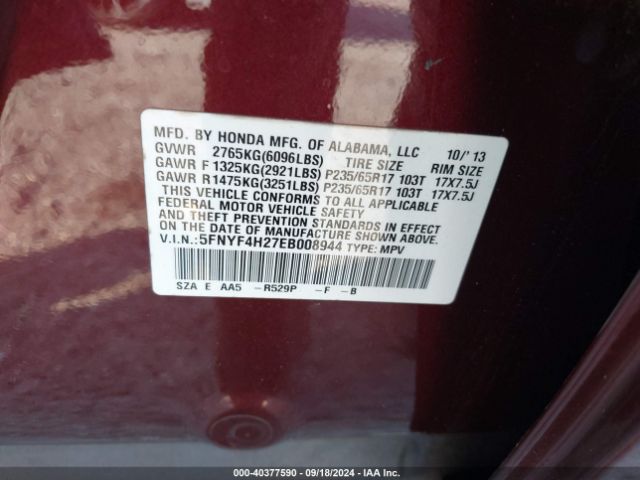 MFD. BY HONDA MFG. OF ALABAMA, LLC 10/'13
GVWR 2765KG(6096LBS) TIRE SIZE RIM SIZE
GAWR F 1325KG(2921LBS) P235/65R17 103T 17X7.5J
GAWR R1475KG(3251LBS) P235/65R17 103T 17X7.5J
THIS VEHICLE CONFORMS TO ALL APPLICABLE
FEDERAL MOTOR VEHICLE SAFETY
AND THEFT PREVENTION STANDARDS IN EFFECT
ON THE DATE OF MANUFACTURE SHOWN ABOVE.
V.I.N.:5FNYF4H27EB008944 TYPE: MPV
SZA E AA5 -R529P -F -B
000-40377590 - 09/18/2024 - IAA Inc.